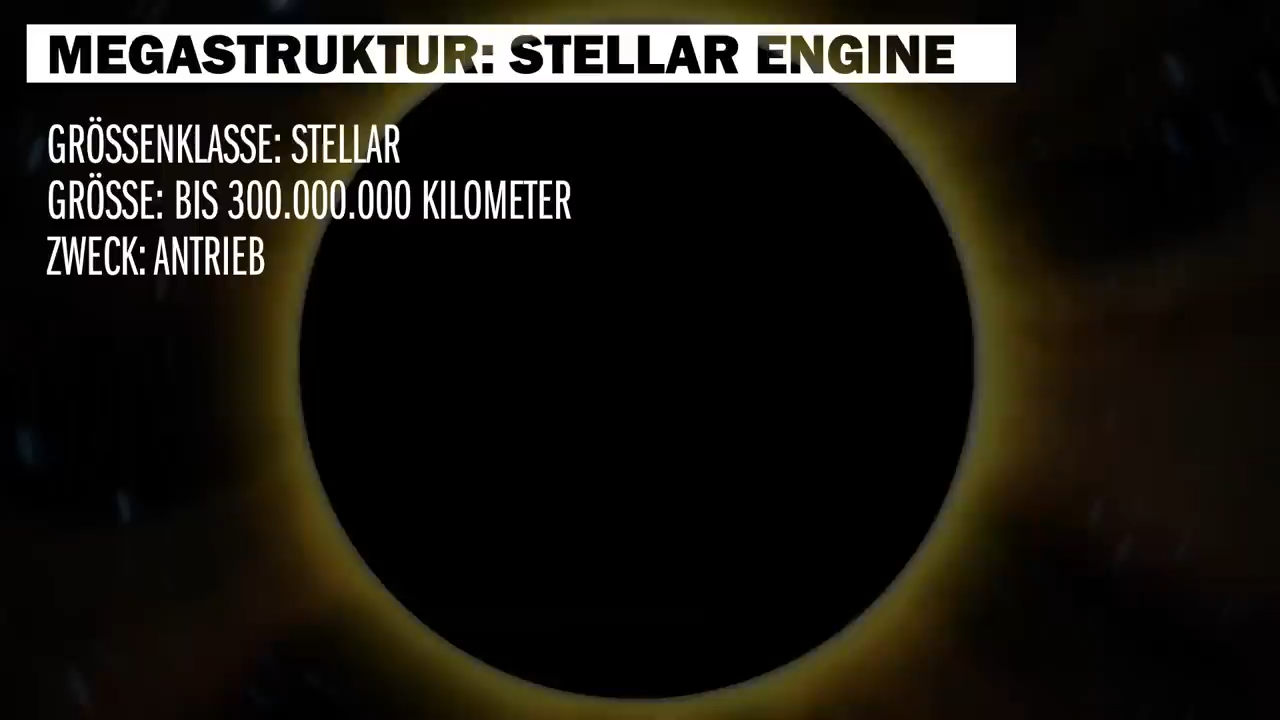 MEGASTRUKTUR: STELLAR ENGINE
GRÖSSENKLASSE: STELLAR
GRÖSSE: BIS 300.000.000 KILOMETER
ZWECK: ANTRIEB